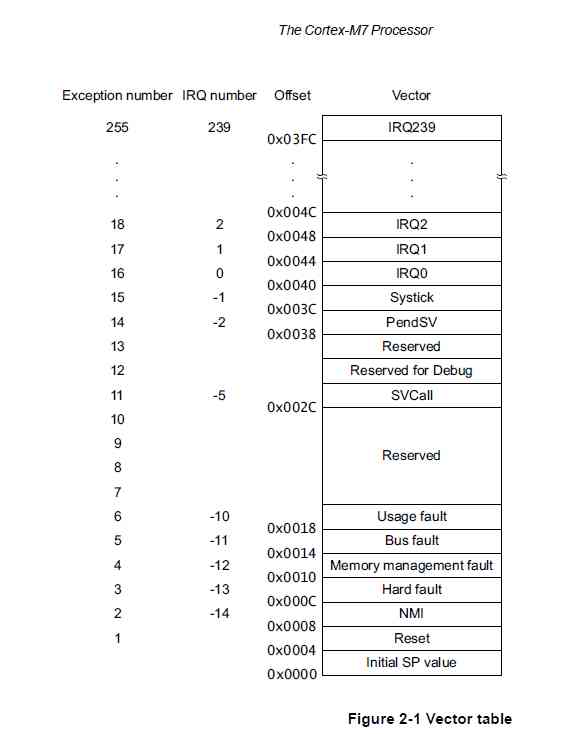 The Cortex-M7 Processor
Exception number IRQ number Offset Vector
255 239 IRQ239
0x03FC
. . .
. . .
. . .
0x004C
18 2 IRQ2
0x0048
17 1 IRQ1
0x0044
16 0 IRQ0
0x0040
15 -1 Systick
0x003C
14 -2 PendSV
0x0038
13 Reserved
12 Reserved for Debug
11 -5 SVCall
0x002C
10
9
Reserved
8
7
6 -10 Usage fault
0x0018
5 -11 Bus fault
0x0014
4 -12 Memory management fault
0x0010
3 -13 Hard fault
0x000C
2 -14 NMI
0x0008
1 Reset
0x0004
Initial SP value
0x0000
Figure 2-1 Vector table